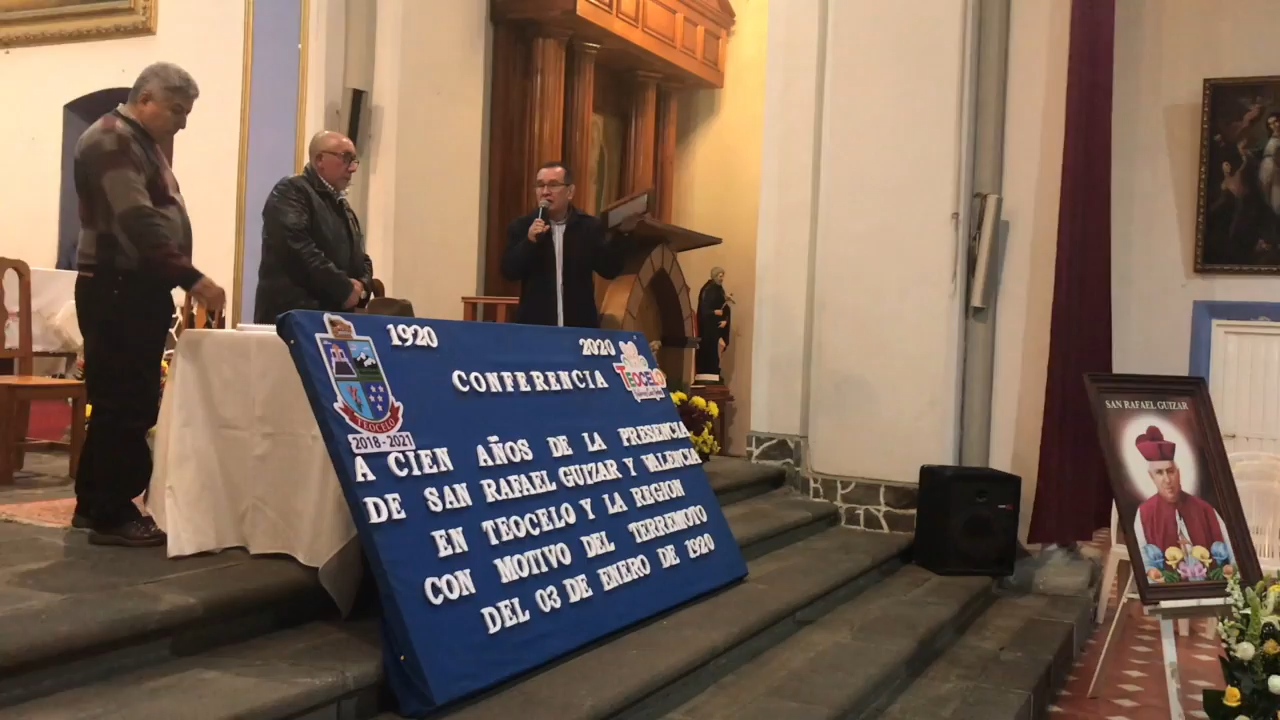 1920
2020
CONFERENCIA
TEOCELO
TEOCELO
2018-2021
A CIEN AÑOS DE LA PRESENCIA
DE SAN RAFAEL GUIZAR Y VALENCIA
EN TEOCELO Y LA REGION
CON MOTIVO DEL TERREMOTO
DEL 03 DE ENERO DE 1920
SAN RAFAEL GUIZAR